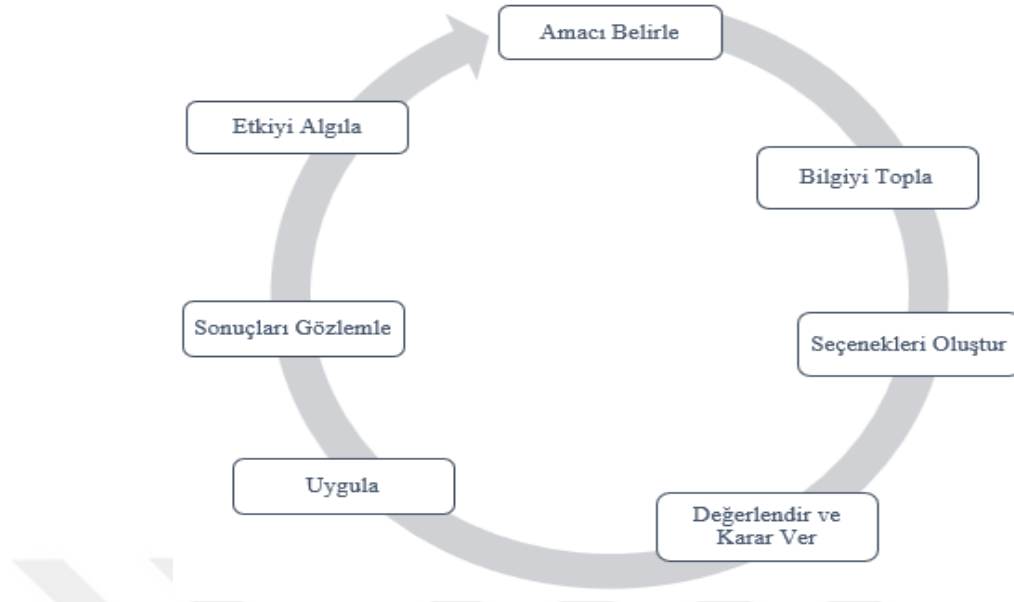 Amacı Belirle
Bilgiyi Topla
Seçenekleri Oluştur
Değerlendir ve
Karar Ver
Uygula
Sonuçları Gözlemle
Etkiyi Algıla